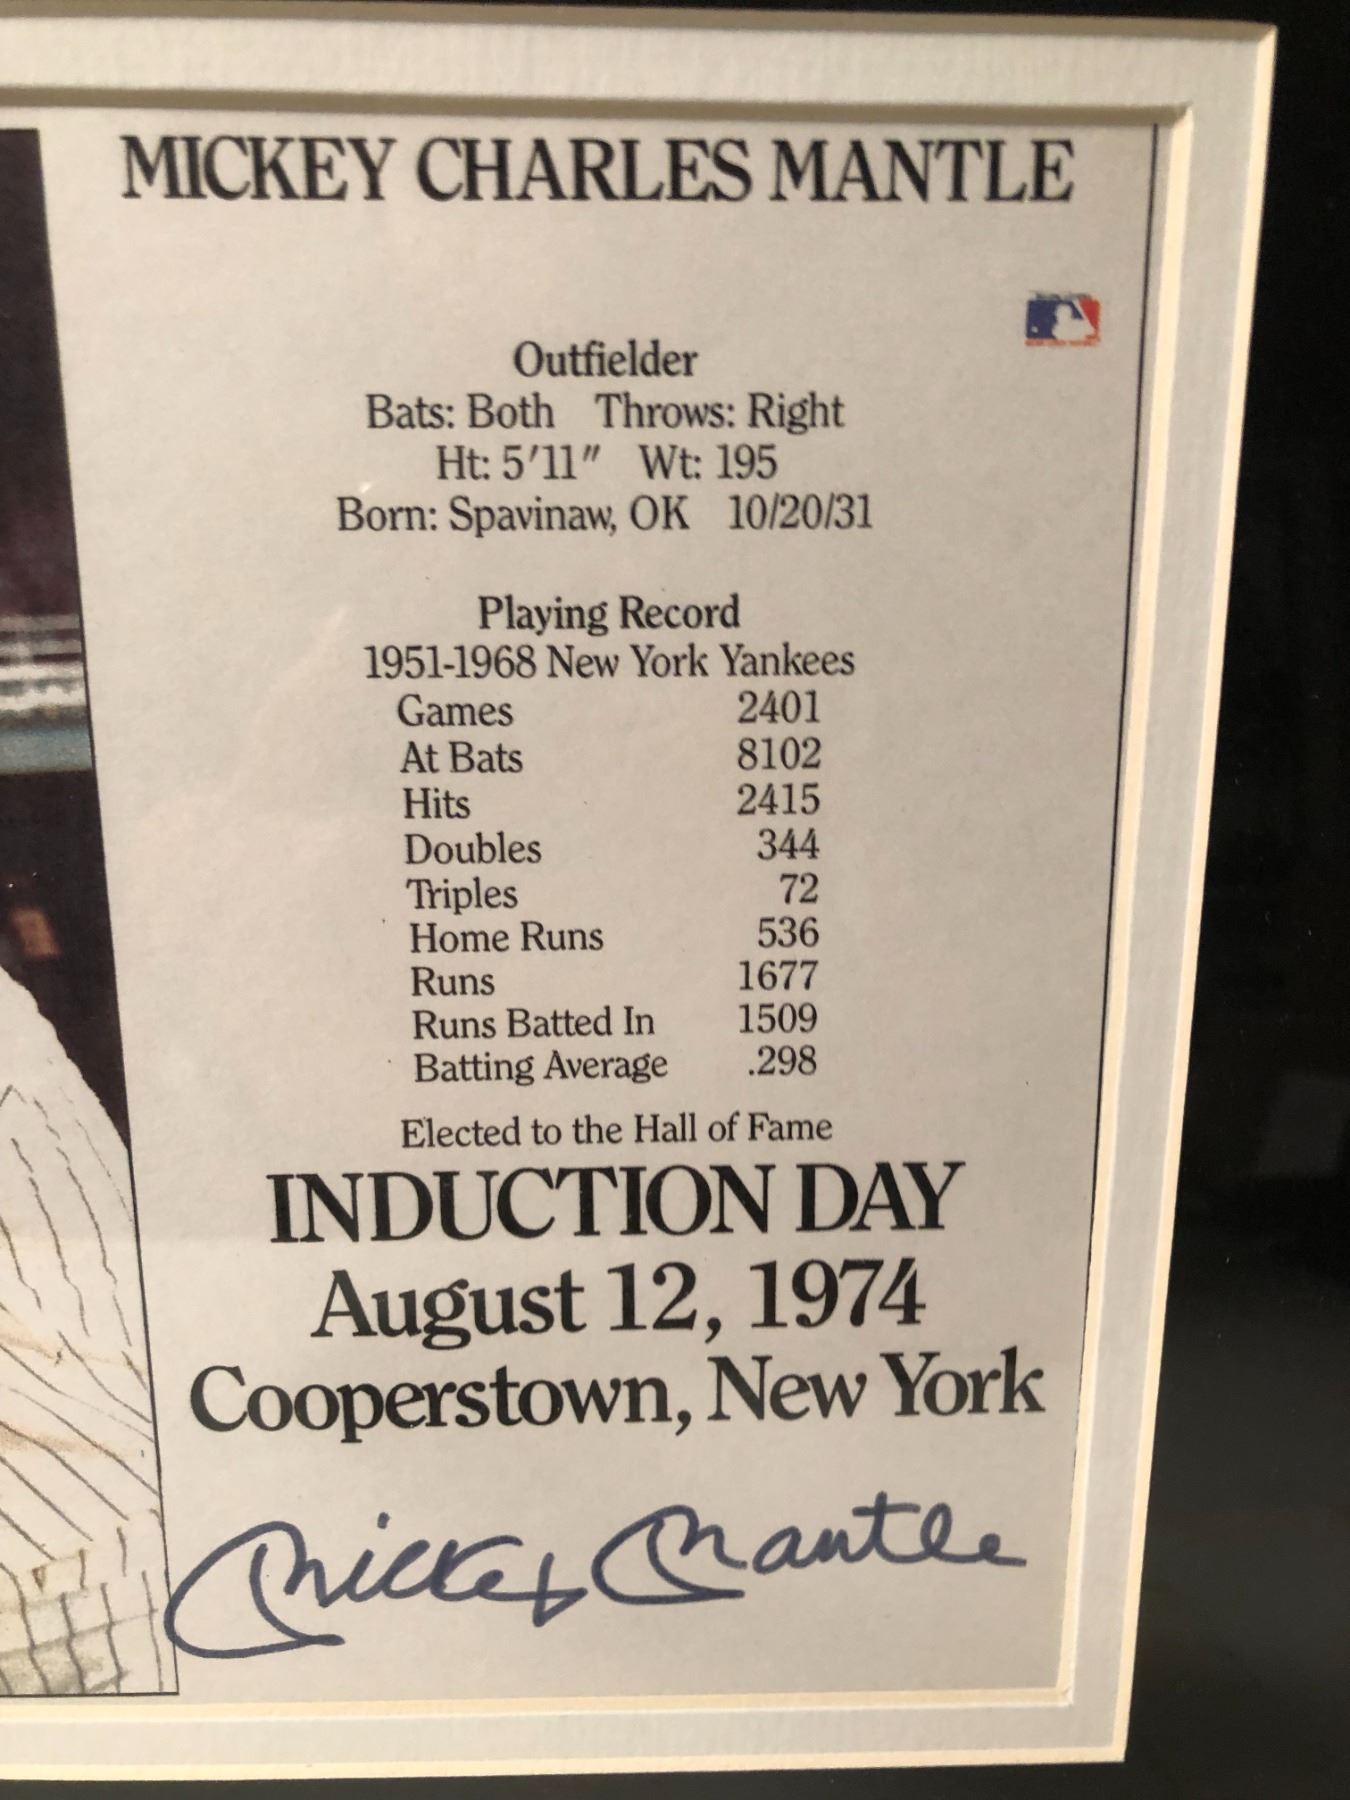 MICKEY CHARLES MANTLE
Outfielder
Bats: Both Throws: Right
Ht: 5'11" Wt: 195
Born: Spavinaw, OK 10/20/31
Playing Record
1951-1968 New York Yankees
Games 2401
At Bats 8102
Hits 2415
Doubles 344
Triples 72
Home Runs 536
Runs 1677
Runs Batted In 1509
Batting Average .298
Elected to the Hall of Fame
INDUCTION DAY
August 12, 1974
Cooperstown, New York
Mickey Mantle